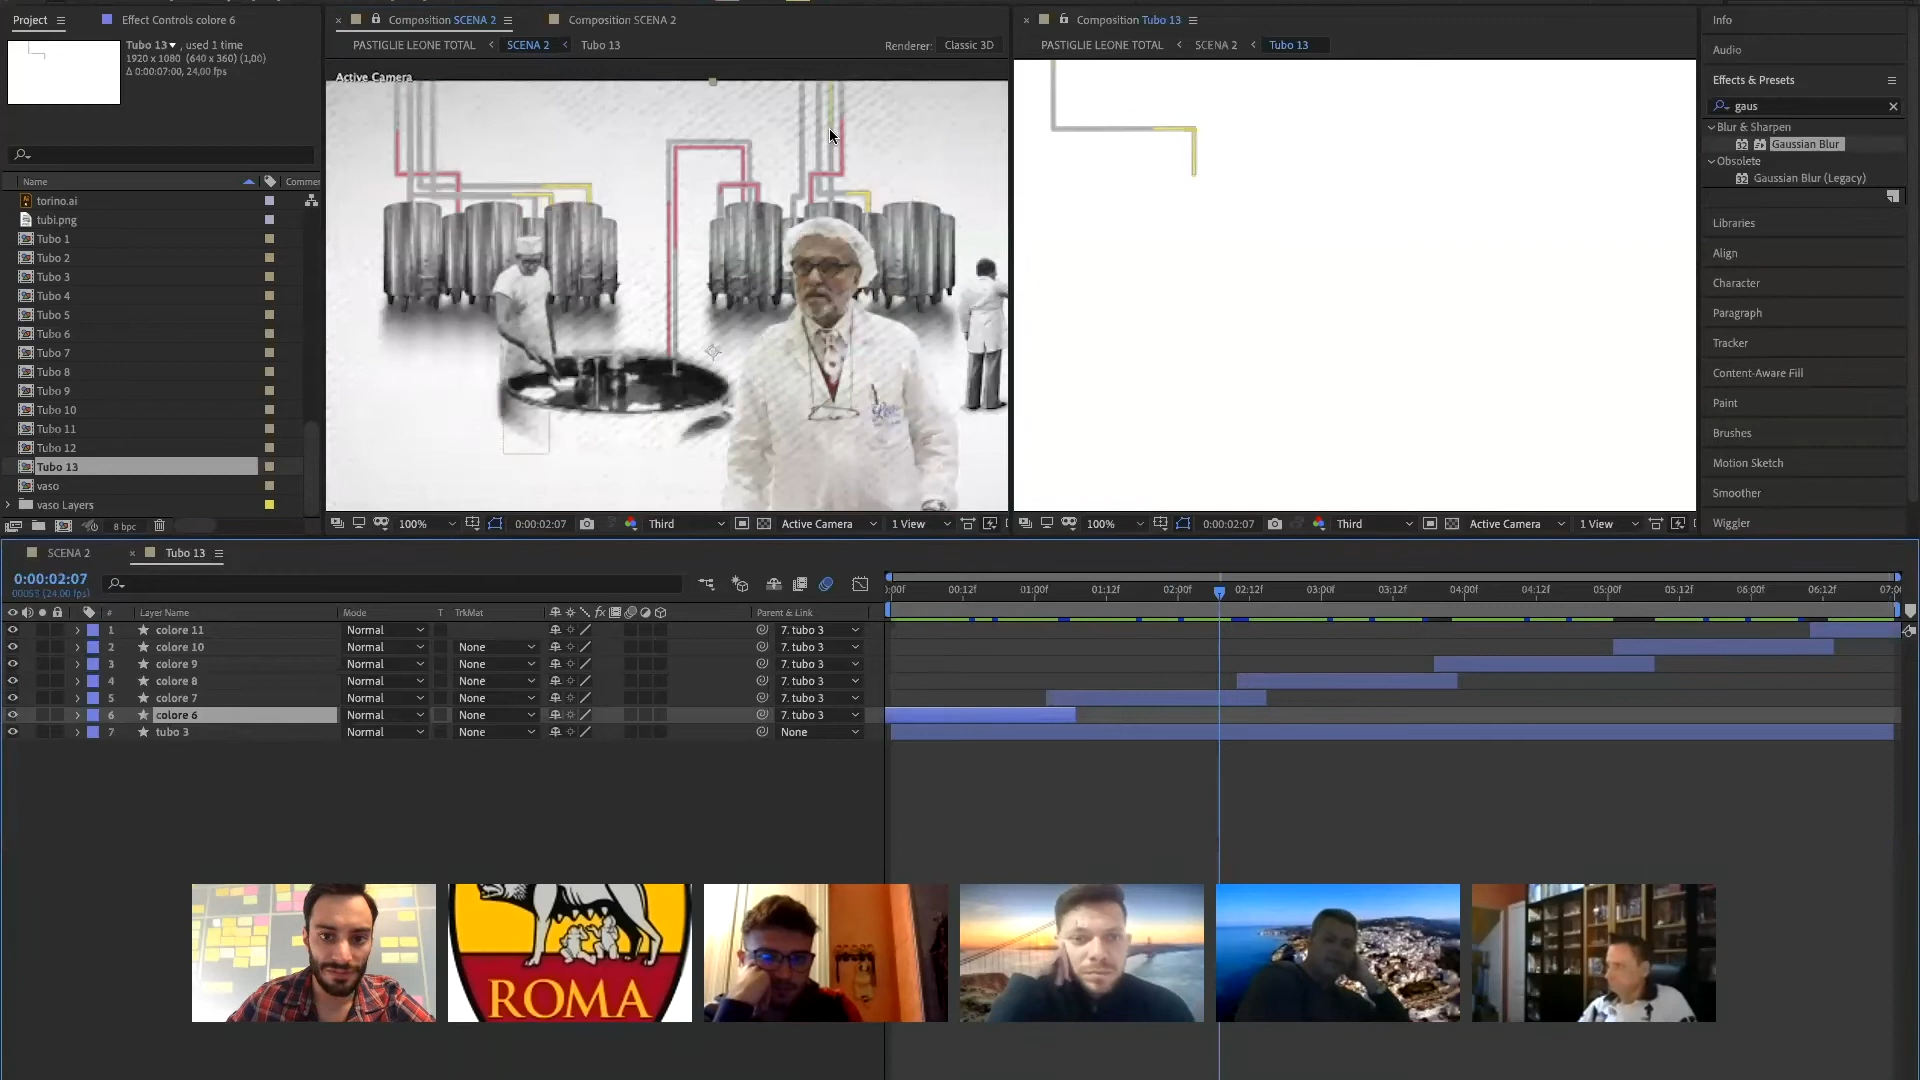 Project
Effect Controls colore 6
Tubo 13, used 1 time
1920 x 1080 (640 x 360) (1,00)
Δ 0:00:07:00, 24,00 fps
Name
Commen
torino.ai
tubi.png
Tubo 1
Tubo 2
Tubo 3
Tubo 4
Tubo 5
Tubo 6
Tubo 7
Tubo 8
Tubo 9
Tubo 10
Tubo 11
Tubo 12
Tubo 13
vaso
vaso Layers
8 bpc
Composition SCENA 2
Composition SCENA 2
PASTIGLIE LEONE TOTAL
SCENA 2
Tubo 13
Renderer: Classic 3D
Active Camera
100%
0:00:02:07
Third
Active Camera
1 View
Composition Tubo 13
PASTIGLIE LEONE TOTAL
SCENA 2
Tubo 13
100%
0:00:02:07
Third
Active Camera
1 View
Info
Audio
Effects & Presets
gaus
Blur & Sharpen
32 Gaussian Blur
Obsolete
32 Gaussian Blur (Legacy)
Libraries
Align
Character
Paragraph
Tracker
Content-Aware Fill
Paint
Brushes
Motion Sketch
Smoother
Wiggler
SCENA 2
Tubo 13
0:00:02:07
00053 (24.00 fps)
:00f 00:12f 01:00f 01:12f 02:00f 02:12f 03:00f 03:12f 04:00f 04:12f 05:00f 05:12f 06:00f 06:12f 07:0
# Layer Name Mode T TrkMat fx Parent & Link
1 colore 11 Normal 7. tubo 3
2 colore 10 Normal None 7. tubo 3
3 colore 9 Normal None 7. tubo 3
4 colore 8 Normal None 7. tubo 3
5 colore 7 Normal None 7. tubo 3
6 colore 6 Normal None 7. tubo 3
7 tubo 3 Normal None None
ROMA